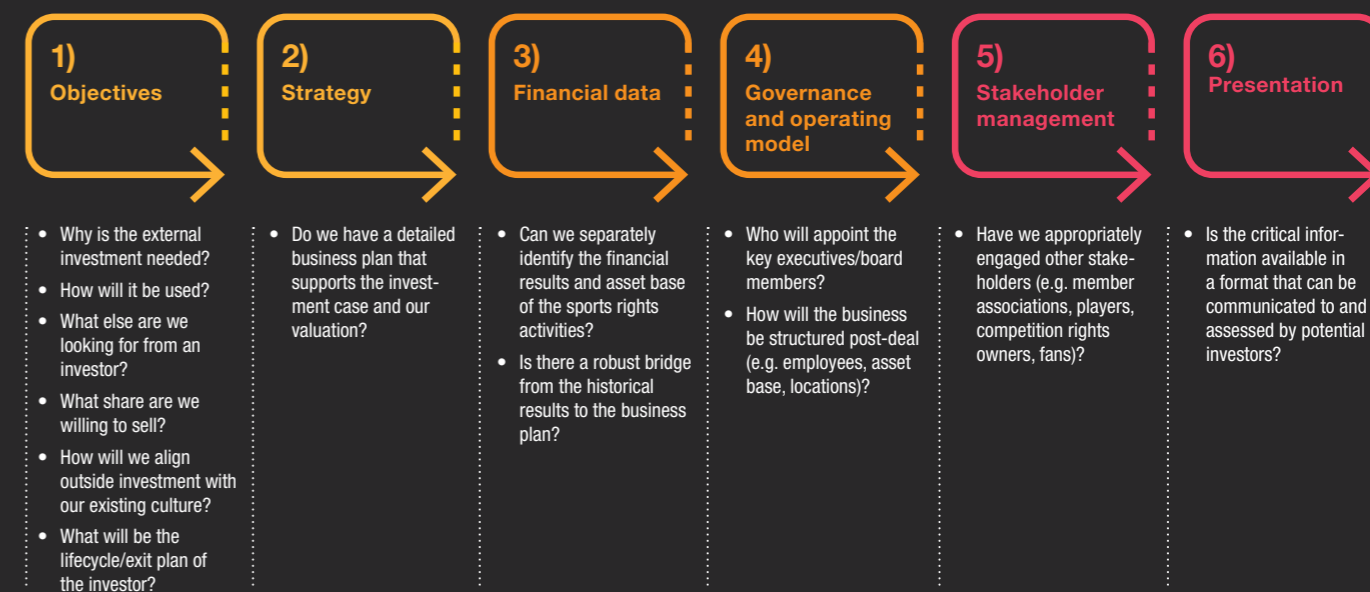 1)
Objectives
• Why is the external
investment needed?
• How will it be used?
• What else are we
looking for from an
investor?
• What share are we
willing to sell?
• How will we align
outside investment with
our existing culture?
• What will be the
lifecycle/exit plan of
the investor?
2)
Strategy
• Do we have a detailed
business plan that
supports the invest-
ment case and our
valuation?
3)
Financial data
• Can we separately
identify the financial
results and asset base
of the sports rights
activities?
• Is there a robust bridge
from the historical
results to the business
plan?
4)
Governance
and operating
model
• Who will appoint the
key executives/board
members?
• How will the business
be structured post-deal
(e.g. employees, asset
base, locations)?
5)
Stakeholder
management
• Have we appropriately
engaged other stake-
holders (e.g. member
associations, players,
competition rights
owners, fans)?
6)
Presentation
• Is the critical infor-
mation available in
a format that can be
communicated to and
assessed by potential
investors?